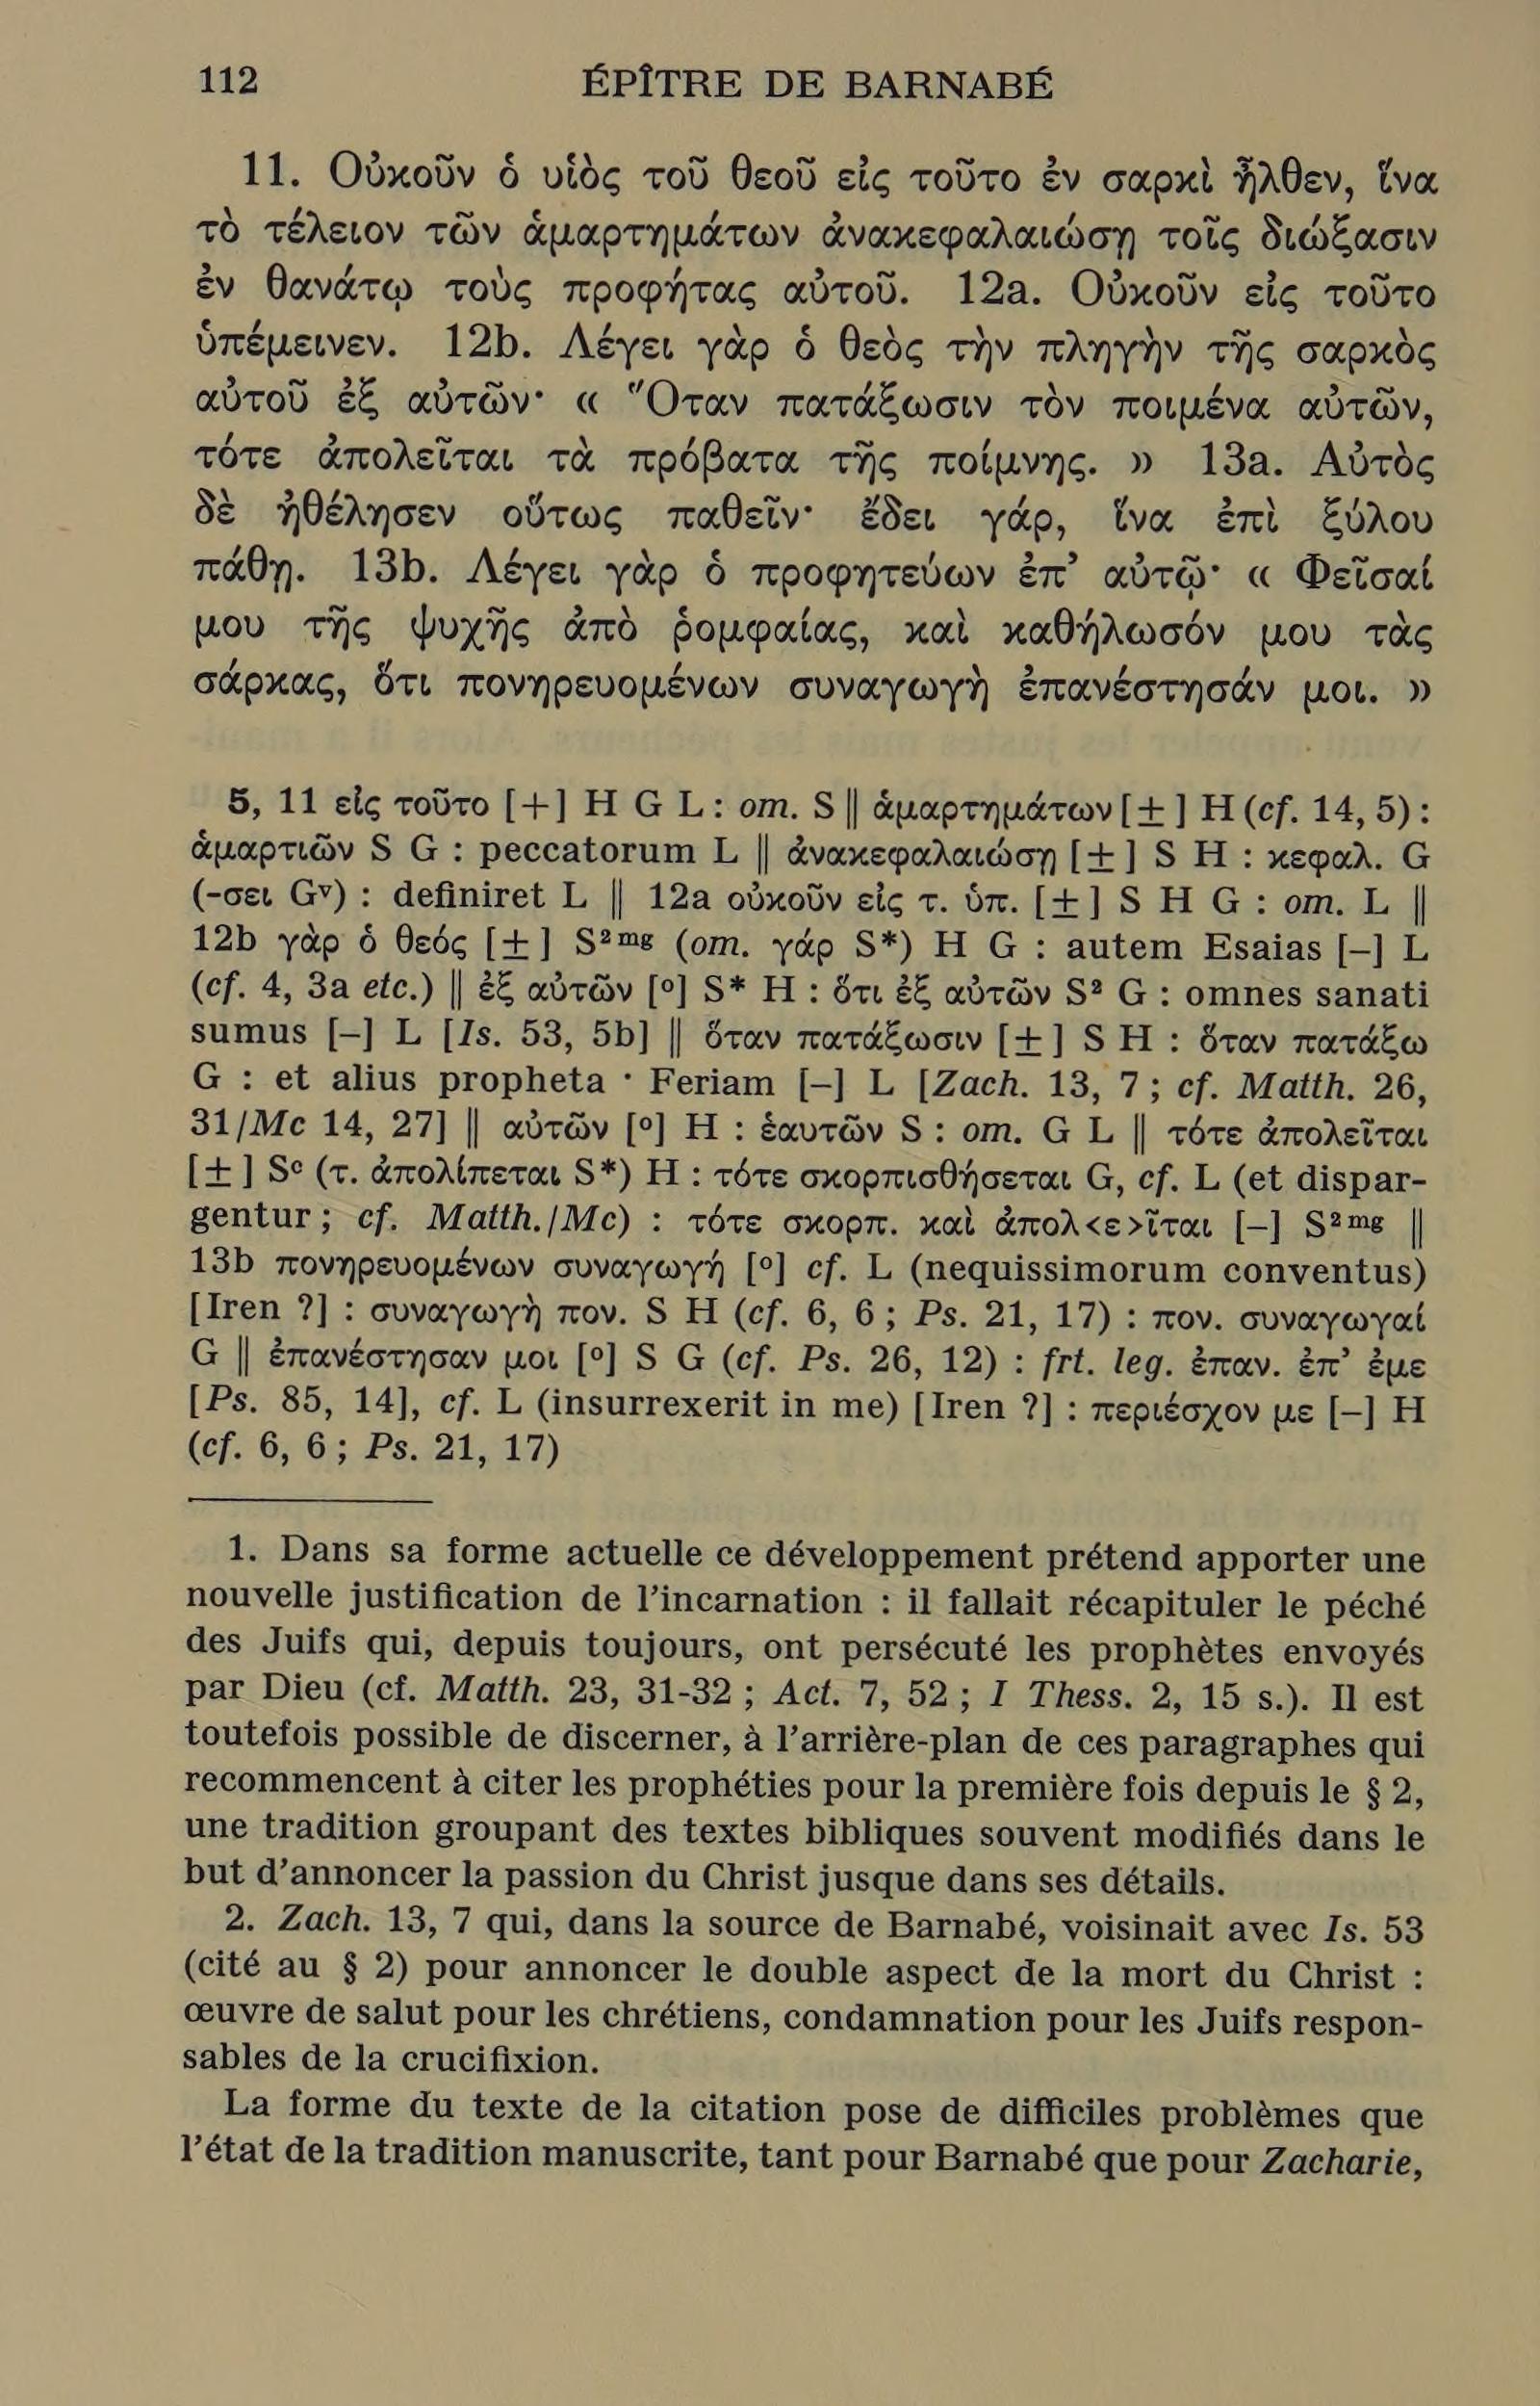 112
ÉPÎTRE DE BARNABÉ
11. Οὐκοῦν ὁ υἱὸς τοῦ θεοῦ εἰς τοῦτο ἐν σαρκὶ ἦλθεν, ἵνα
τὸ τέλειον τῶν ἁμαρτημάτων ἀνακεφαλαιώσῃ τοῖς διώξασιν
ἐν θανάτῳ τοὺς προφήτας αὐτοῦ. 12a. Οὐκοῦν εἰς τοῦτο
ὑπέμεινεν. 12b. Λέγει γὰρ ὁ θεὸς τὴν πληγὴν τῆς σαρκὸς
αὐτοῦ ἐξ αὐτῶν· « Ὅταν πατάξωσιν τὸν ποιμένα αὐτῶν,
τότε ἀπολεῖται τὰ πρόβατα τῆς ποίμνης. » 13a. Αὐτὸς
δὲ ἠθέλησεν οὕτως παθεῖν· ἔδει γάρ, ἵνα ἐπὶ ξύλου
πάθῃ. 13b. Λέγει γὰρ ὁ προφητεύων ἐπ’ αὐτῷ· « Φεῖσαί
μου τῆς ψυχῆς ἀπὸ ῥομφαίας, καὶ καθήλωσόν μου τὰς
σάρκας, ὅτι πονηρευομένων συναγωγὴ ἐπανέστησάν μοι. »
5, 11 εἰς τοῦτο [+] H G L : om. S || ἁμαρτημάτων [±] H (cf. 14, 5) :
ἁμαρτιῶν S G : peccatorum L || ἀνακεφαλαιώσῃ [±] S H : κεφαλ. G
(-σει Gᵛ) : definiret L || 12a οὐκοῦν εἰς τ. ὑπ. [±] S H G : om. L ||
12b γὰρ ὁ θεός [±] S²ᵐᵍ (om. γάρ S*) H G : autem Esaias [–] L
(cf. 4, 3a etc.) || ἐξ αὐτῶν [º] S* H : ὅτι ἐξ αὐτῶν S² G : omnes sanati
sumus [–] L [Is. 53, 5b] || ὅταν πατάξωσιν [±] S H : ὅταν πατάξω
G : et alius propheta · Feriam [–] L [Zach. 13, 7 ; cf. Matth. 26,
31/Mc 14, 27] || αὐτῶν [º] H : ἑαυτῶν S : om. G L || τότε ἀπολεῖται
[±] Sᶜ (τ. ἀπολίπεται S*) H : τότε σκορπισθήσεται G, cf. L (et dispar-
gentur ; cf. Matth./Mc) : τότε σκορπ. καὶ ἀπολ<ε>ῖται [–] S²ᵐᵍ ||
13b πονηρευομένων συναγωγή [º] cf. L (nequissimorum conventus)
[Iren ?] : συναγωγὴ πον. S H (cf. 6, 6 ; Ps. 21, 17) : πον. συναγωγαί
G || ἐπανέστησαν μοι [º] S G (cf. Ps. 26, 12) : frt. leg. ἐπαν. ἐπ’ ἐμε
[Ps. 85, 14], cf. L (insurrexerit in me) [Iren ?] : περιέσχον με [–] H
(cf. 6, 6 ; Ps. 21, 17)
1. Dans sa forme actuelle ce développement prétend apporter une
nouvelle justification de l’incarnation : il fallait récapituler le péché
des Juifs qui, depuis toujours, ont persécuté les prophètes envoyés
par Dieu (cf. Matth. 23, 31-32 ; Act. 7, 52 ; I Thess. 2, 15 s.). Il est
toutefois possible de discerner, à l’arrière-plan de ces paragraphes qui
recommencent à citer les prophéties pour la première fois depuis le § 2,
une tradition groupant des textes bibliques souvent modifiés dans le
but d’annoncer la passion du Christ jusque dans ses détails.
2. Zach. 13, 7 qui, dans la source de Barnabé, voisinait avec Is. 53
(cité au § 2) pour annoncer le double aspect de la mort du Christ :
œuvre de salut pour les chrétiens, condamnation pour les Juifs respon-
sables de la crucifixion.
La forme du texte de la citation pose de difficiles problèmes que
l’état de la tradition manuscrite, tant pour Barnabé que pour Zacharie,